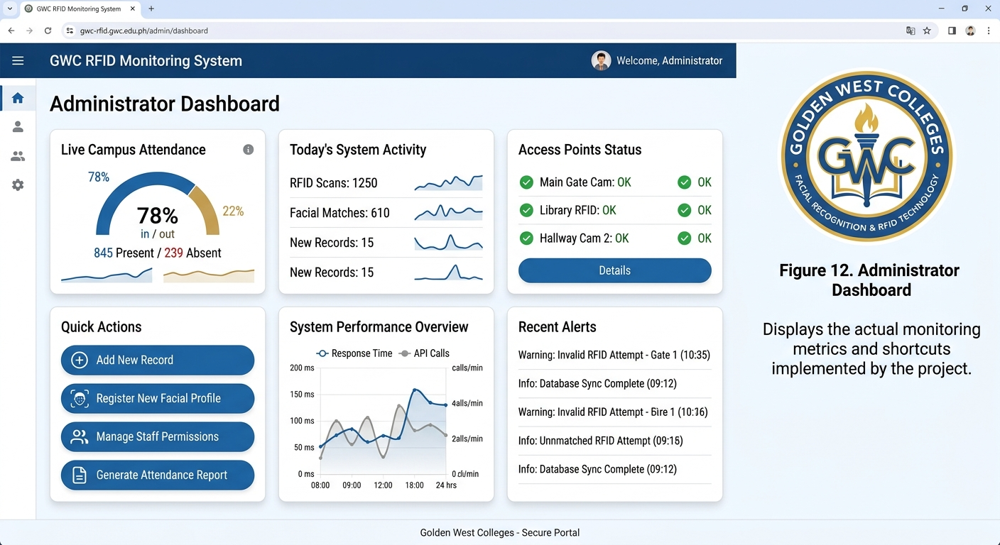 GWC RFID Monitoring System
gwc-rfid.gwc.edu.ph/admin/dashboard
GWC RFID Monitoring System
Welcome, Administrator
Administrator Dashboard
Live Campus Attendance
78%
22%
78%
in / out
845 Present / 239 Absent
Today's System Activity
RFID Scans: 1250
Facial Matches: 610
New Records: 15
New Records: 15
Access Points Status
Main Gate Cam: OK OK
Library RFID: OK OK
Hallway Cam 2: OK OK
Details
Quick Actions
Add New Record
Register New Facial Profile
Manage Staff Permissions
Generate Attendance Report
System Performance Overview
Response Time API Calls
200 ms calls/min
150 ms
4alls/min
100 ms
2alls/min
50 ms
0 ms 0 /min
08:00 09:00 12:00 18:00 24 hrs
Recent Alerts
Warning: Invalid RFID Attempt - Gate 1 (10:35)
Info: Database Sync Complete (09:12)
Warning: Invalid RFID Attempt - 1
Info: Unnmatched RFID Attempt (09:15)
Info: Database Sync Complete (09:12)
GOLDEN WEST COLLEGES
GWC
FACIAL RECOGNITION & RFID TECHNOLOGY
Figure 12. Administrator
Dashboard
Displays the actual monitoring
metrics and shortcuts
implemented by the project.
Golden West Colleges - Secure Portal